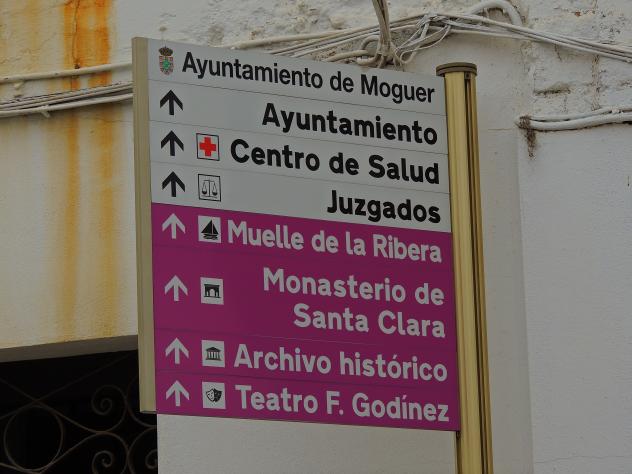 Ayuntamiento de Moguer
Ayuntamiento
Centro de Salud
Juzgados
Muelle de la Ribera
Monasterio de
Santa Clara
Archivo histórico
Teatro F. Godínez